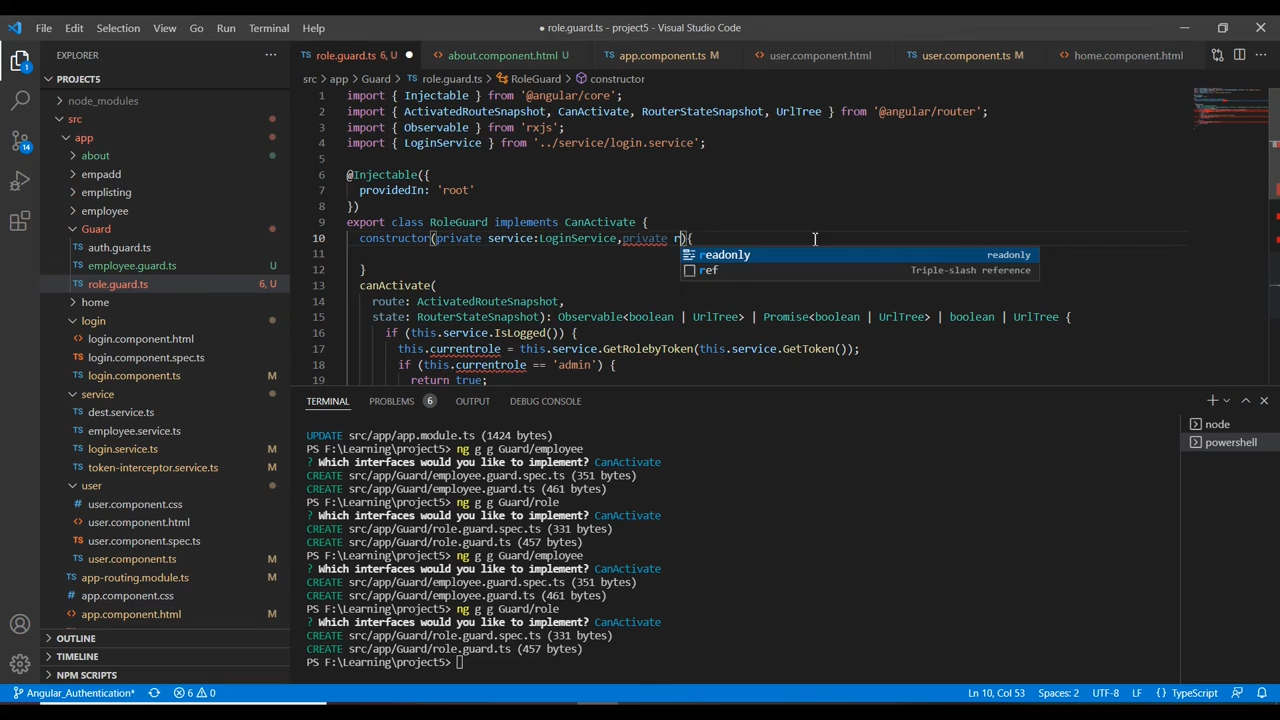 File Edit Selection View Go Run Terminal Help
● role.guard.ts - project5 - Visual Studio Code
EXPLORER ···
TS role.guard.ts 6, U ●
<> about.component.html U
TS app.component.ts M
<> user.component.html
TS user.component.ts M
<> home.component.html
1
PROJECTS
src > app > Guard > TS role.guard.ts > RoleGuard > constructor
node_modules
src
app
about
empadd
emplisting
employee
Guard
auth.guard.ts
employee.guard.ts U
role.guard.ts 6, U
home
login
login.component.html
login.component.spec.ts
login.component.ts M
service
dest.service.ts
employee.service.ts
login.service.ts M
token-interceptor.service.ts M
user
user.component.css
user.component.html
user.component.spec.ts
user.component.ts M
app-routing.module.ts M
app.component.css
app.component.html M
OUTLINE
TIMELINE
NPM SCRIPTS
14
1 import { Injectable } from '@angular/core';
2 import { ActivatedRouteSnapshot, CanActivate, RouterStateSnapshot, UrlTree } from '@angular/router';
3 import { Observable } from 'rxjs';
4 import { LoginService } from '../service/login.service';
5
6 @Injectable({
7 providedIn: 'root'
8 })
9 export class RoleGuard implements CanActivate {
10 constructor(private service:LoginService,private r){
11
12 }
13 canActivate(
14 route: ActivatedRouteSnapshot,
15 state: RouterStateSnapshot): Observable<boolean | UrlTree> | Promise<boolean | UrlTree> | boolean | UrlTree {
16 if (this.service.IsLogged()) {
17 this.currentrole = this.service.GetRolebyToken(this.service.GetToken());
18 if (this.currentrole == 'admin') {
19 return true;
readonly readonly
ref Triple-slash reference
TERMINAL PROBLEMS 6 OUTPUT DEBUG CONSOLE
node
powershell
UPDATE src/app/app.module.ts (1424 bytes)
PS F:\Learning\project5> ng g g Guard/employee
? Which interfaces would you like to implement? CanActivate
CREATE src/app/Guard/employee.guard.spec.ts (351 bytes)
CREATE src/app/Guard/employee.guard.ts (461 bytes)
PS F:\Learning\project5> ng g g Guard/role
? Which interfaces would you like to implement? CanActivate
CREATE src/app/Guard/role.guard.spec.ts (331 bytes)
CREATE src/app/Guard/role.guard.ts (457 bytes)
PS F:\Learning\project5> ng g g Guard/employee
? Which interfaces would you like to implement? CanActivate
CREATE src/app/Guard/employee.guard.spec.ts (351 bytes)
CREATE src/app/Guard/employee.guard.ts (461 bytes)
PS F:\Learning\project5> ng g g Guard/role
? Which interfaces would you like to implement? CanActivate
CREATE src/app/Guard/role.guard.spec.ts (331 bytes)
CREATE src/app/Guard/role.guard.ts (457 bytes)
PS F:\Learning\project5>
Angular_Authentication* 6 0 Ln 10, Col 53 Spaces: 2 UTF-8 LF {} TypeScript